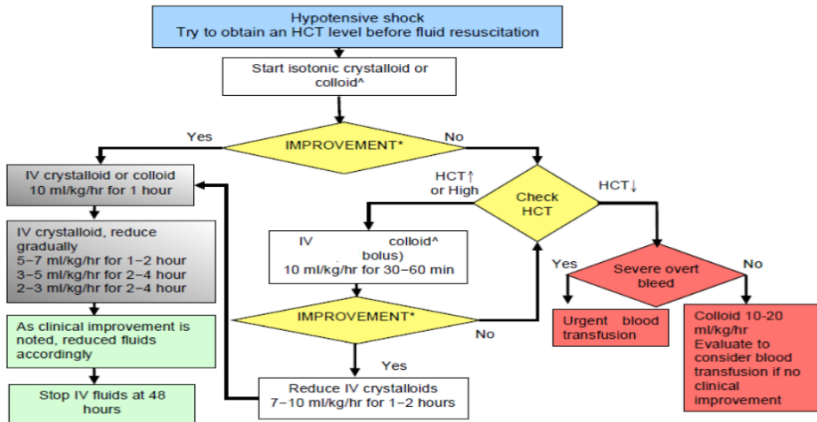 Hypotensive shock
Try to obtain an HCT level before fluid resuscitation
Start isotonic crystalloid or
colloid^
Yes
IMPROVEMENT*
No
IV crystalloid or colloid
10 ml/kg/hr for 1 hour
HCT↑
or High
Check
HCT
HCT↓
IV crystalloid, reduce
gradually
5–7 ml/kg/hr for 1–2 hour
3–5 ml/kg/hr for 2–4 hour
2–3 ml/kg/hr for 2–4 hour
IV colloid^
bolus)
10 ml/kg/hr for 30–60 min
Yes
Severe overt
bleed
No
As clinical improvement is
noted, reduced fluids
accordingly
IMPROVEMENT*
No
Urgent blood
transfusion
Colloid 10-20
ml/kg/hr
Evaluate to
consider blood
transfusion if no
clinical
improvement
Yes
Stop IV fluids at 48
hours
Reduce IV crystalloids
7–10 ml/kg/hr for 1–2 hours